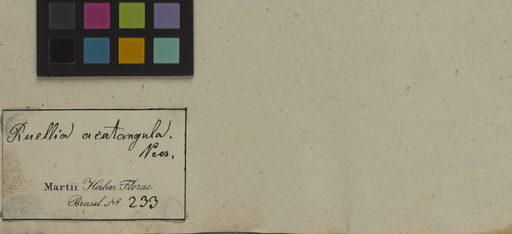 Ruellia acutangula.
Nees,
Martii Herbar. Florae
Brasil. No 233